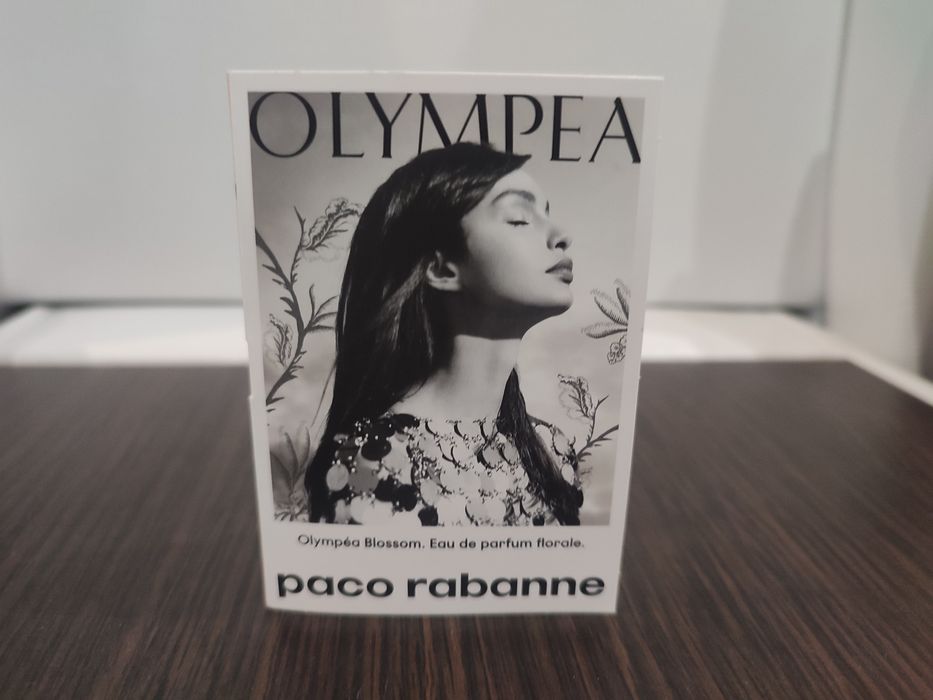 OLYMPEA
Olympéa Blossom. Eau de parfum florale.
paco rabanne